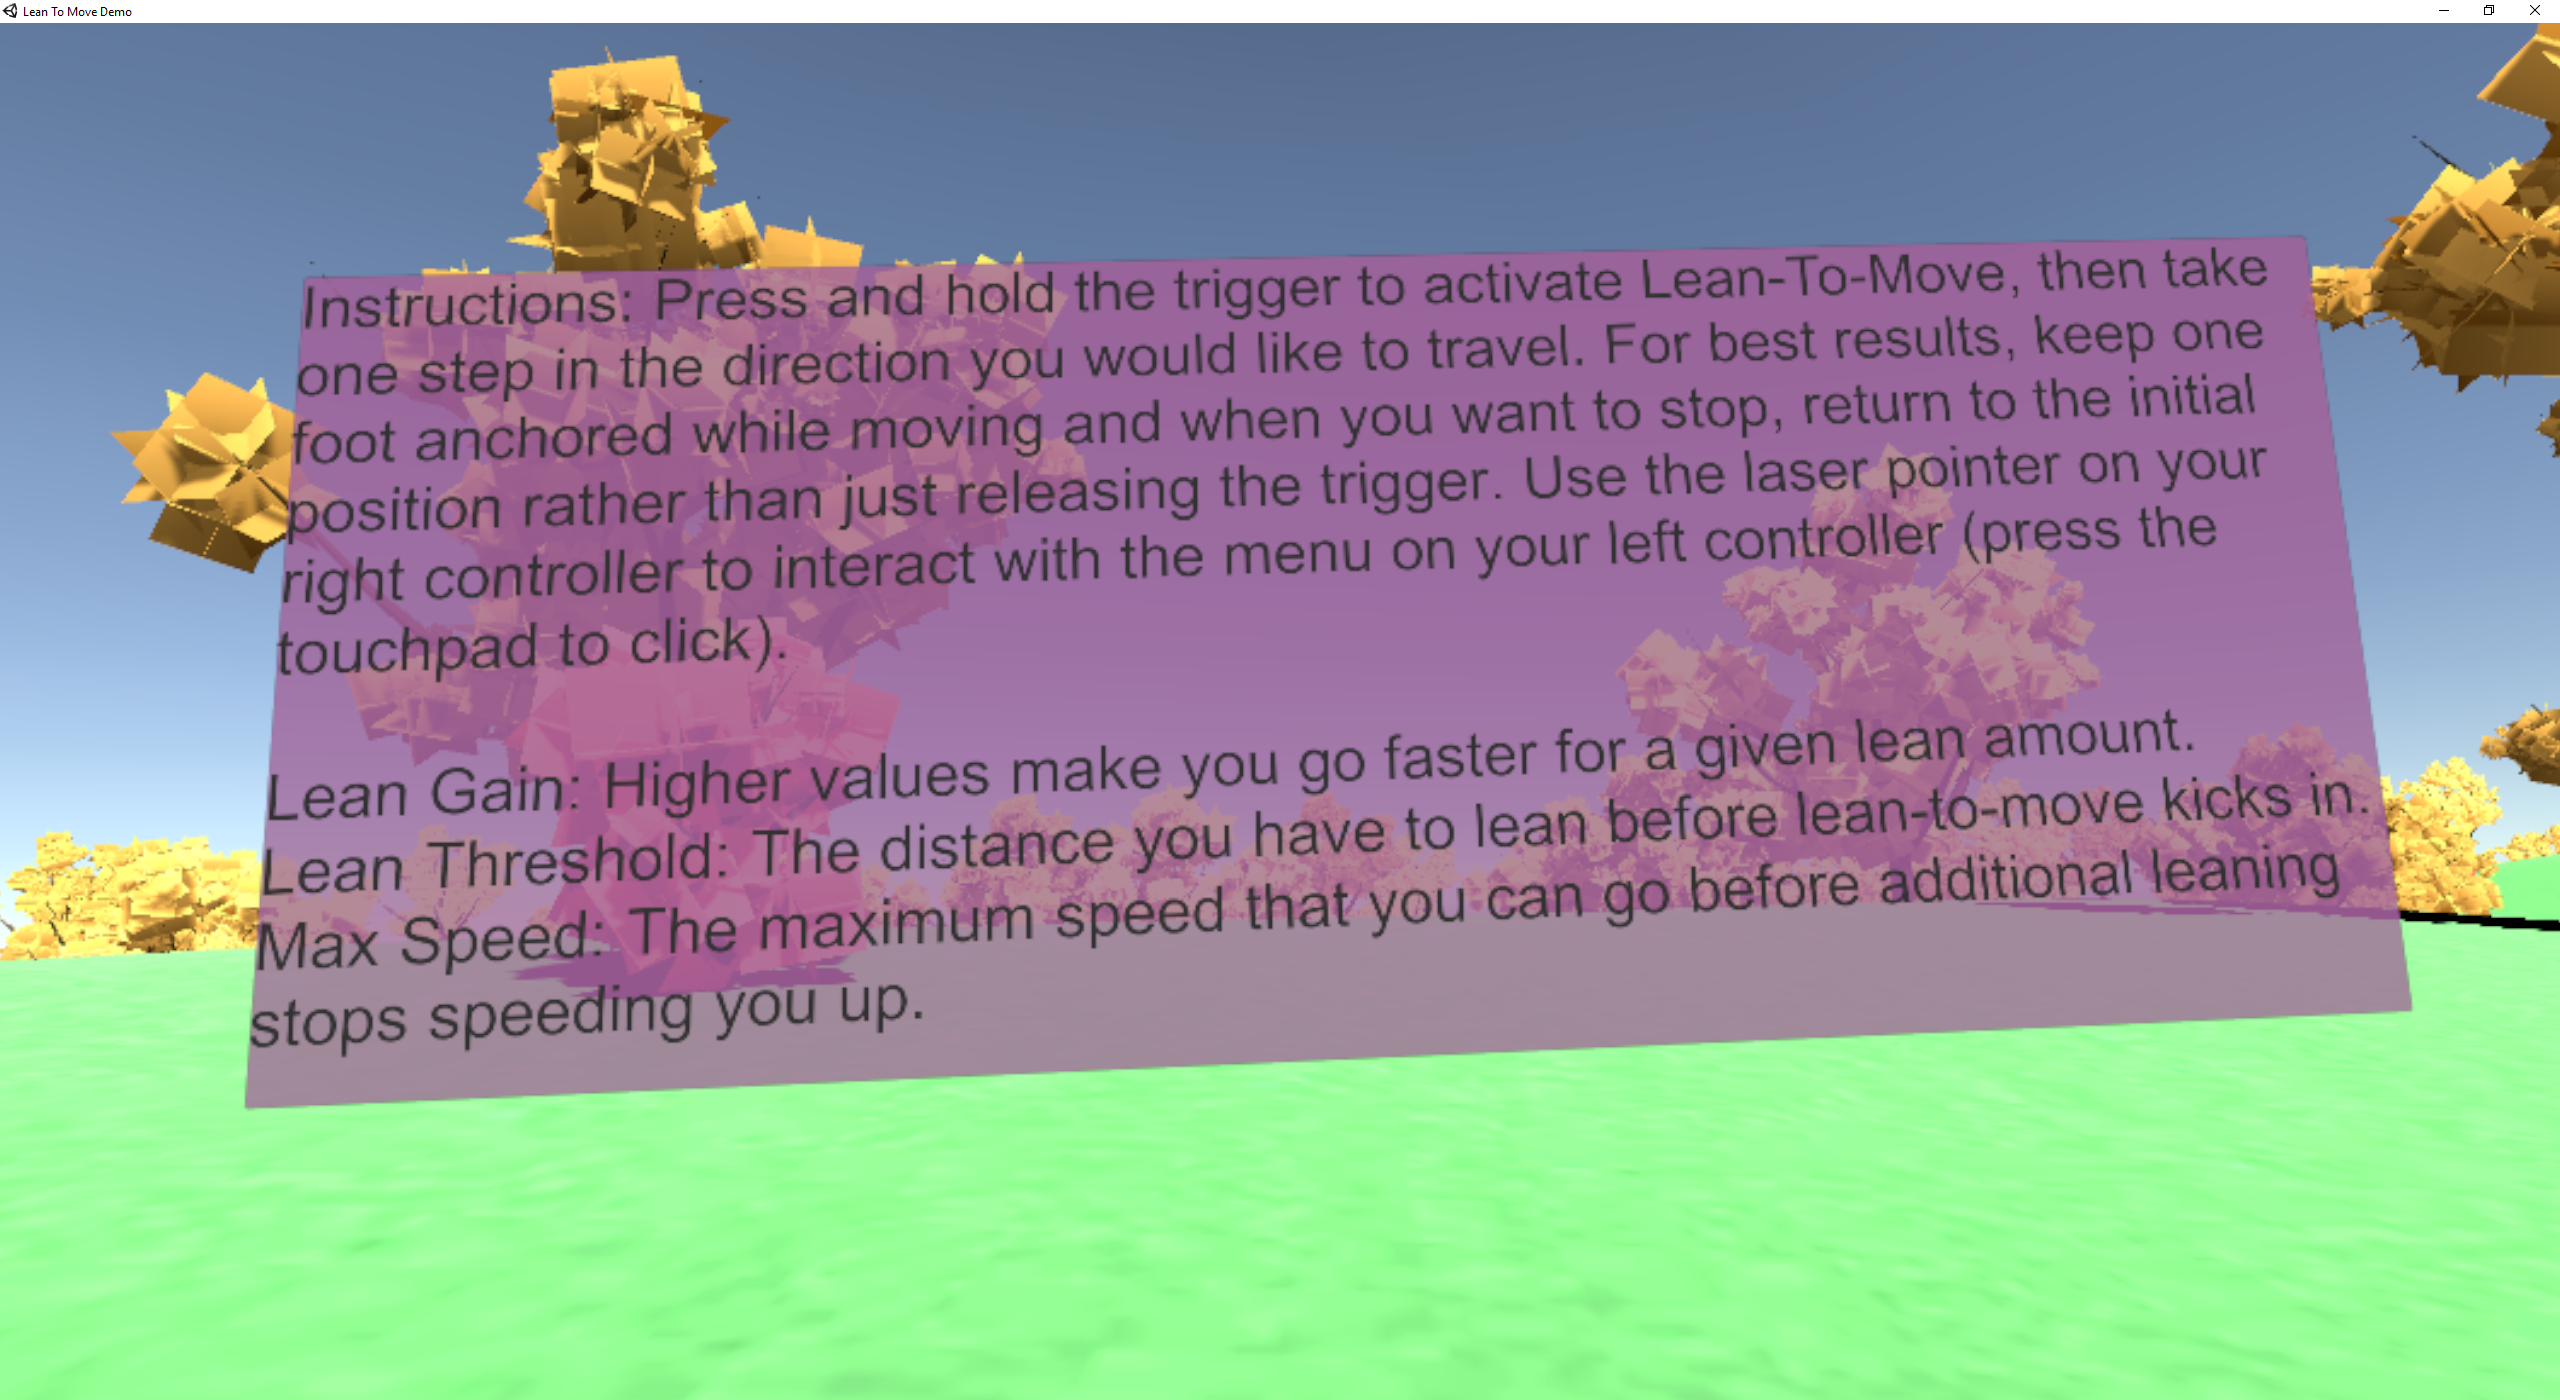 Lean To Move Demo
Instructions: Press and hold the trigger to activate Lean-To-Move, then take
one step in the direction you would like to travel. For best results, keep one
foot anchored while moving and when you want to stop, return to the initial
position rather than just releasing the trigger. Use the laser pointer on your
right controller to interact with the menu on your left controller (press the
touchpad to click).
Lean Gain: Higher values make you go faster for a given lean amount.
Lean Threshold: The distance you have to lean before lean-to-move kicks in.
Max Speed: The maximum speed that you can go before additional leaning
stops speeding you up.